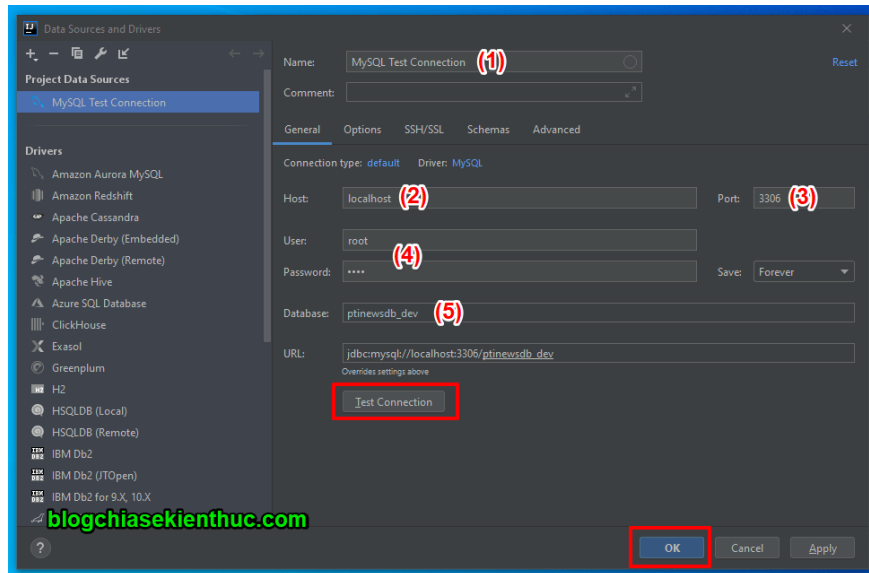 Data Sources and Drivers
Project Data Sources
MySQL Test Connection
Drivers
Amazon Aurora MySQL
Amazon Redshift
Apache Cassandra
Apache Derby (Embedded)
Apache Derby (Remote)
Apache Hive
Azure SQL Database
ClickHouse
Exasol
Greenplum
H2
HSQLDB (Local)
HSQLDB (Remote)
IBM Db2
IBM Db2 (JTOpen)
IBM Db2 for 9.X, 10.X
blogchiasekienthuc.com
?
Name: MySQL Test Connection (1) Reset
Comment:
General Options SSH/SSL Schemas Advanced
Connection type: default Driver: MySQL
Host: localhost (2) Port: 3306 (3)
User: root
(4)
Password: •••• Save: Forever
Database: ptinewsdb_dev (5)
URL: jdbc:mysql://localhost:3306/ptinewsdb_dev
Overrides settings above
Test Connection
OK Cancel Apply